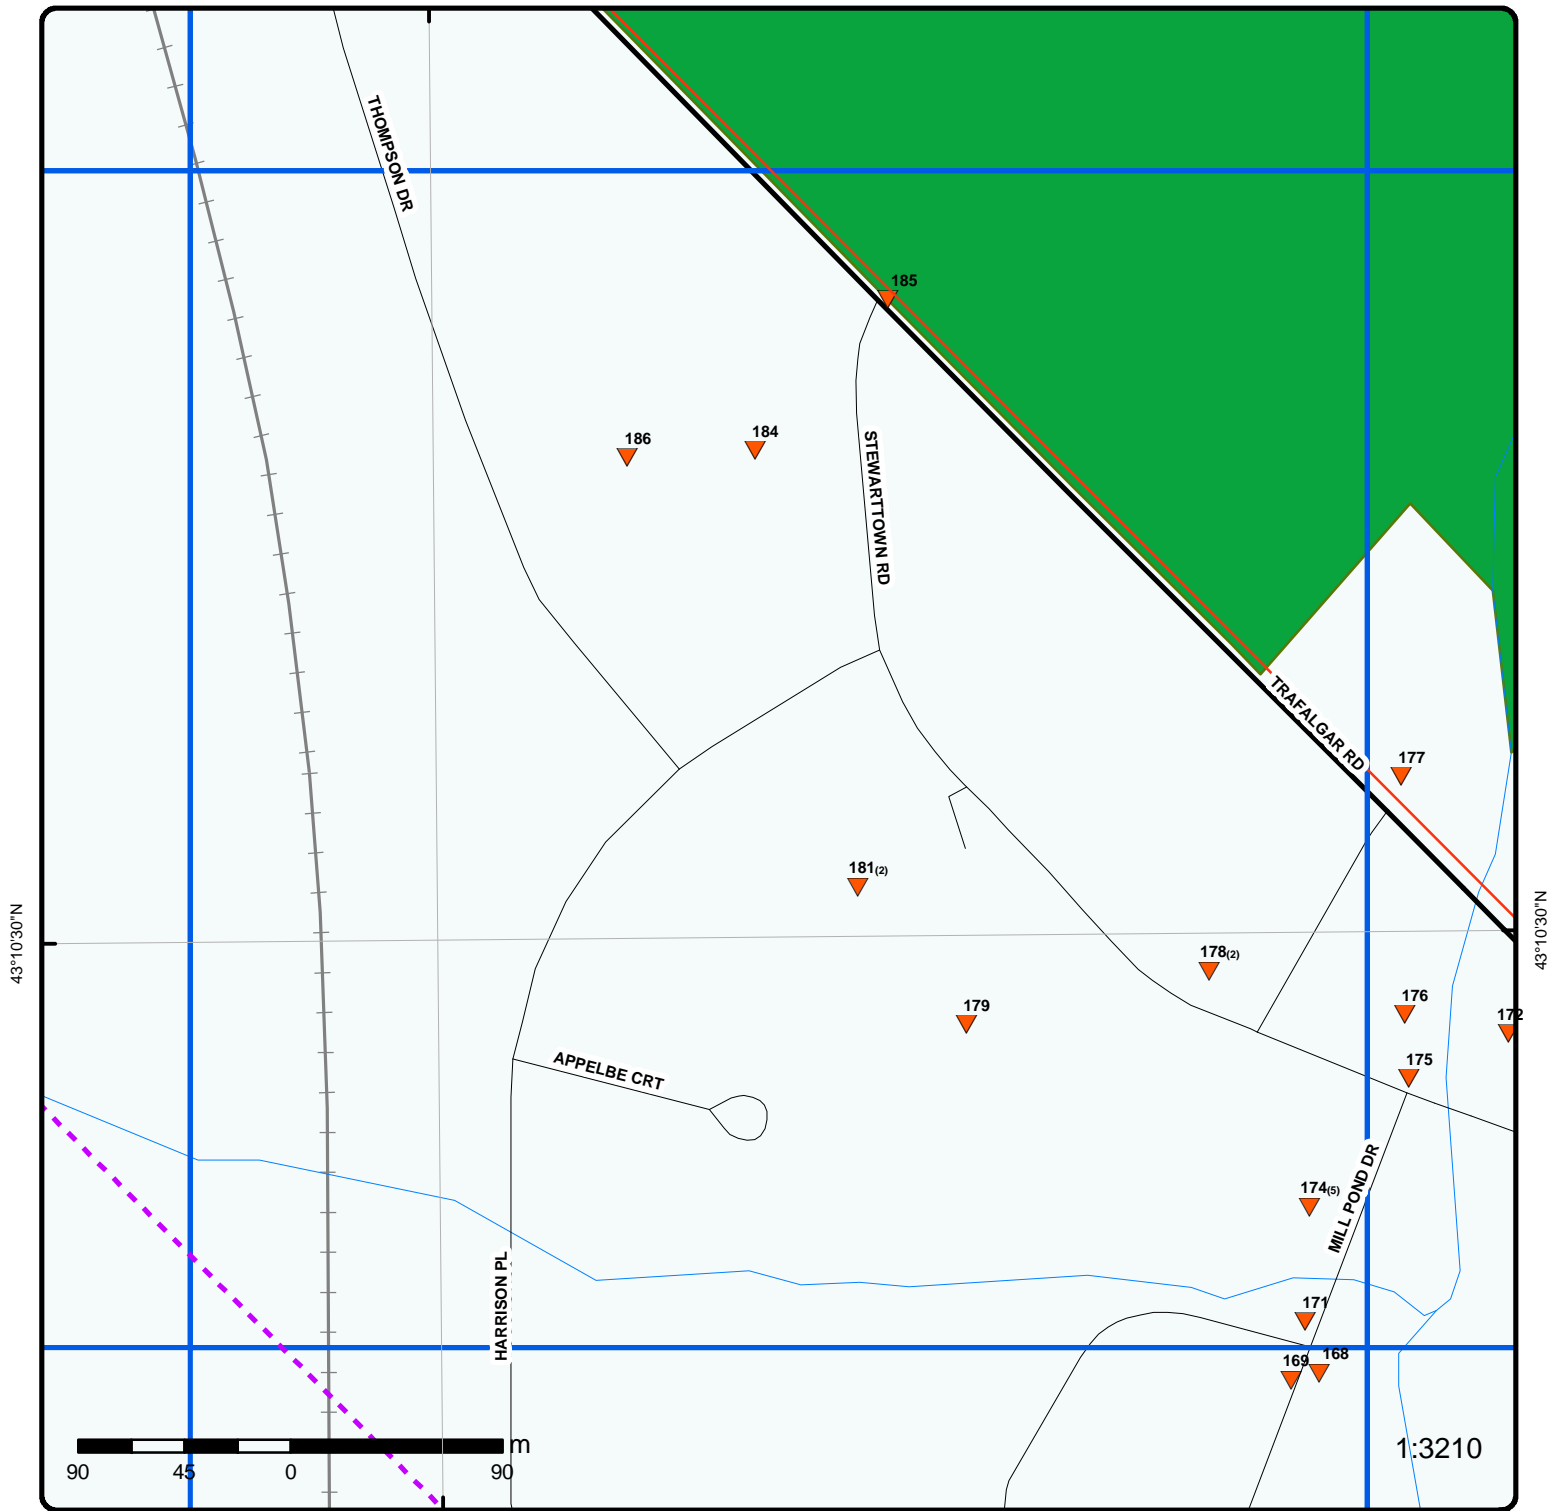 THOMPSON DR
185
186
184
STEWARTTOWN RD
TRAFALGAR RD
177
181(2)
43°10'30"N
43°10'30"N
178(2)
179
176
172
APPELBE CRT
175
MILL POND DR
174(5)
HARRISON PL
171
169
168
m
1:3210
90 45 0 90